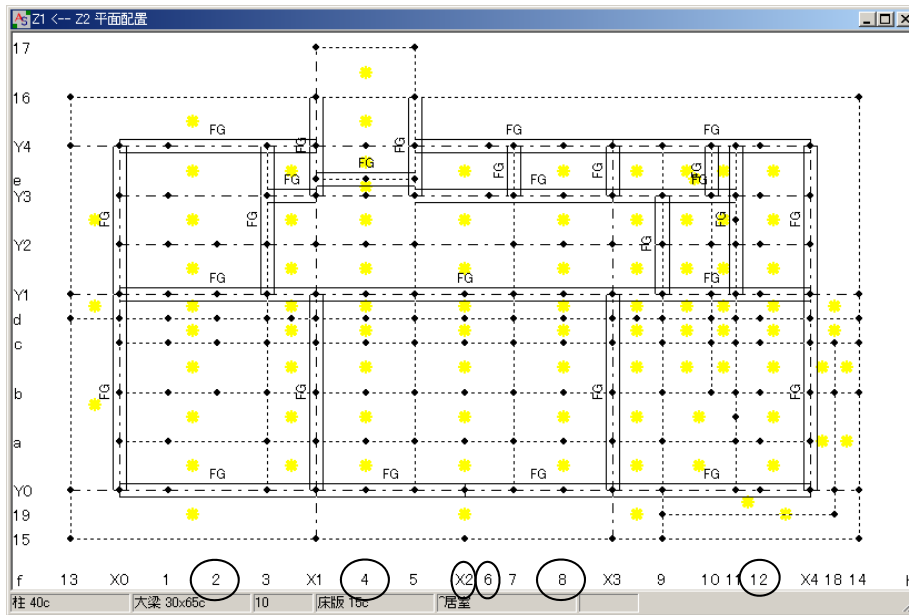 Z1 <-- Z2 平面配置
17
16
FG FG FG
Y4
FG FG FG FG FG
e
FG
Y3
FG FG FG
FG FG FG FG FG
Y2
FG FG FG FG
Y1
d
c
b
FG FG FG FG
a
FG FG FG FG
Y0
19
15
f 13 X0 1 2 3 X1 4 5 X2 6 7 8 X3 9 10 11 12 X4 18 14
柱 40c 大梁 30x65c 10 床版 15c ^居室